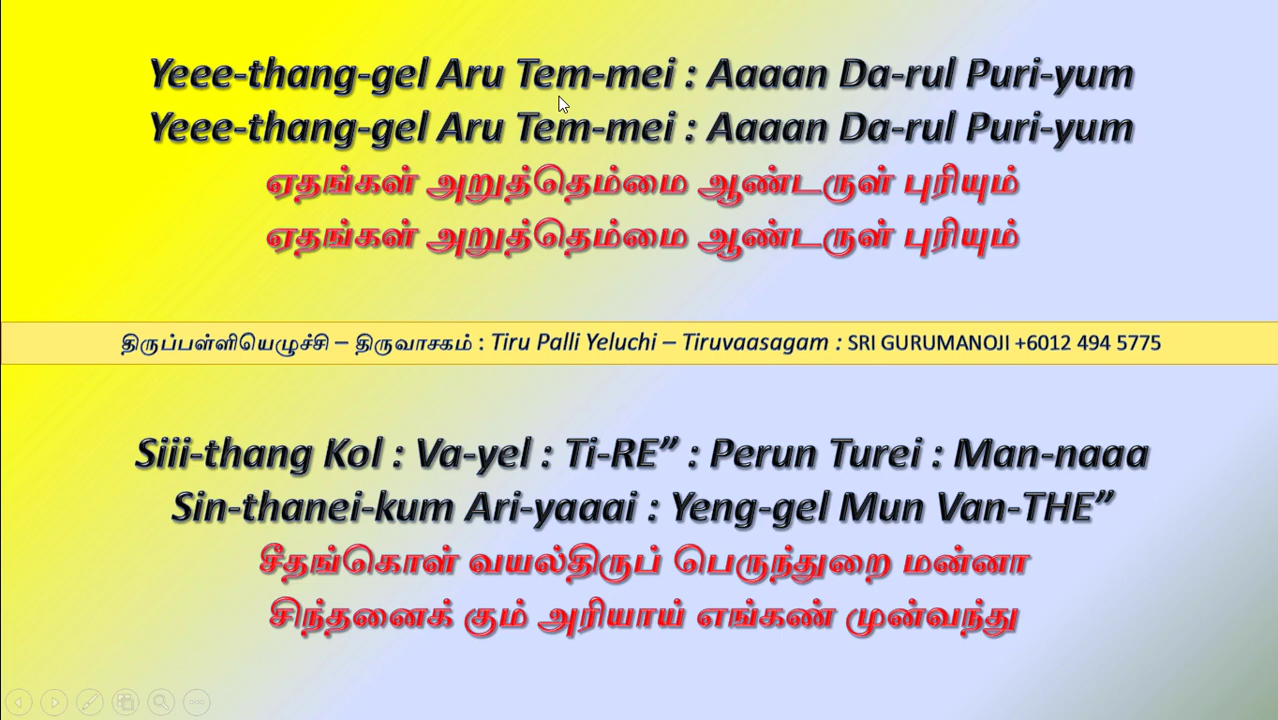 Yeee-thang-gel Aru Tem-mei : Aaaan Da-rul Puri-yum
Yeee-thang-gel Aru Tem-mei : Aaaan Da-rul Puri-yum
ஏதங்கள் அறுத்தெம்மை ஆண்டருள் புரியும்
ஏதங்கள் அறுத்தெம்மை ஆண்டருள் புரியும்
திருப்பள்ளியெழுச்சி – திருவாசகம் : Tiru Palli Yeluchi – Tiruvaasagam : SRI GURUMANOJI +6012 494 5775
Siii-thang Kol : Va-yel : Ti-RE” : Perun Turei : Man-naaa
Sin-thanei-kum Ari-yaaai : Yeng-gel Mun Van-THE”
சீதங்கொள் வயல்திருப் பெருந்துறை மன்னா
சிந்தனைக் கும் அரியாய் எங்கண் முன்வந்து